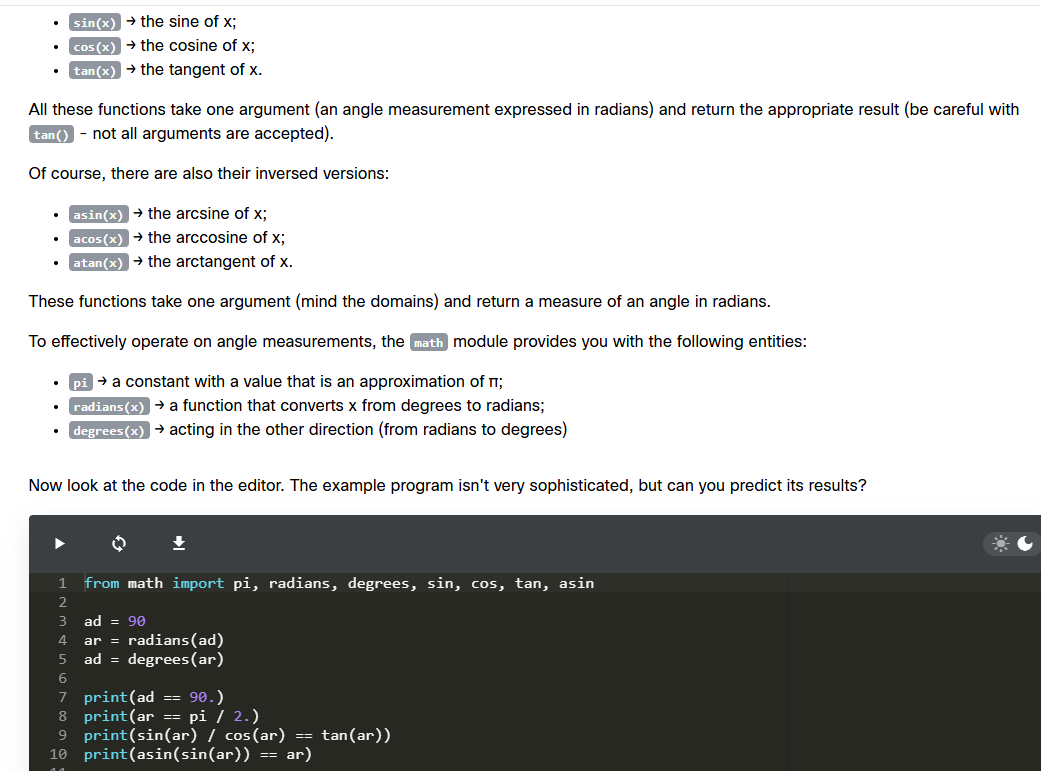 • sin(x) → the sine of x;
• cos(x) → the cosine of x;
• tan(x) → the tangent of x.
All these functions take one argument (an angle measurement expressed in radians) and return the appropriate result (be careful with
tan() - not all arguments are accepted).
Of course, there are also their inversed versions:
• asin(x) → the arcsine of x;
• acos(x) → the arccosine of x;
• atan(x) → the arctangent of x.
These functions take one argument (mind the domains) and return a measure of an angle in radians.
To effectively operate on angle measurements, the math module provides you with the following entities:
• pi → a constant with a value that is an approximation of π;
• radians(x) → a function that converts x from degrees to radians;
• degrees(x) → acting in the other direction (from radians to degrees)
Now look at the code in the editor. The example program isn't very sophisticated, but can you predict its results?
1 from math import pi, radians, degrees, sin, cos, tan, asin
2
3 ad = 90
4 ar = radians(ad)
5 ad = degrees(ar)
6
7 print(ad == 90.)
8 print(ar == pi / 2.)
9 print(sin(ar) / cos(ar) == tan(ar))
10 print(asin(sin(ar)) == ar)